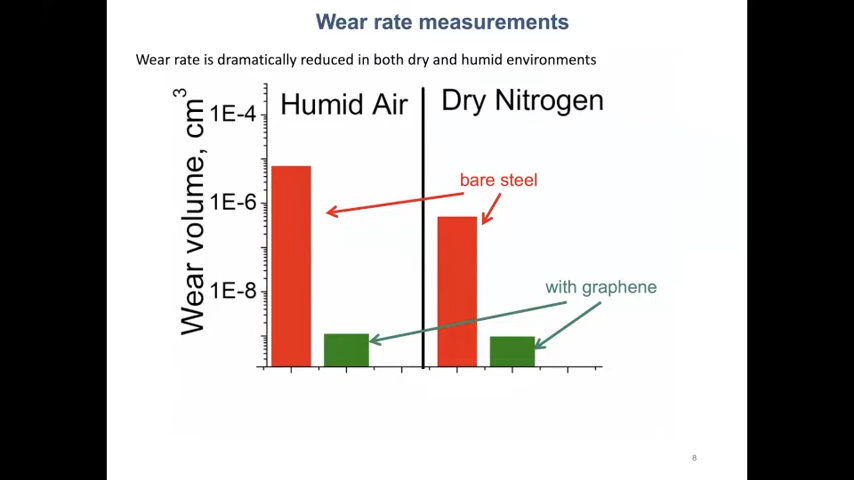 Wear rate measurements
Wear rate is dramatically reduced in both dry and humid environments
Humid Air
Dry Nitrogen
Wear volume, cm³
1E-4
1E-6
1E-8
bare steel
with graphene
8